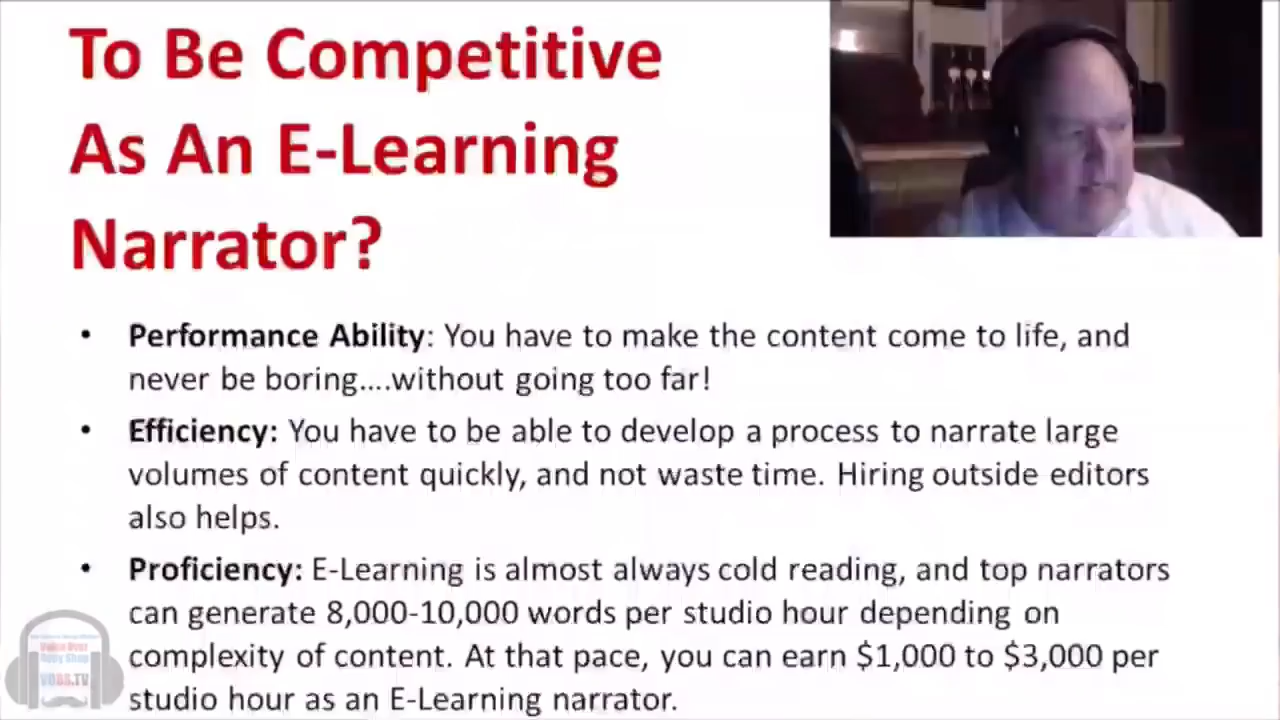 To Be Competitive
As An E-Learning
Narrator?
• Performance Ability: You have to make the content come to life, and
never be boring....without going too far!
• Efficiency: You have to be able to develop a process to narrate large
volumes of content quickly, and not waste time. Hiring outside editors
also helps.
• Proficiency: E-Learning is almost always cold reading, and top narrators
can generate 8,000-10,000 words per studio hour depending on
complexity of content. At that pace, you can earn $1,000 to $3,000 per
studio hour as an E-Learning narrator.
Voice Over
Body Shop
VOBS.TV